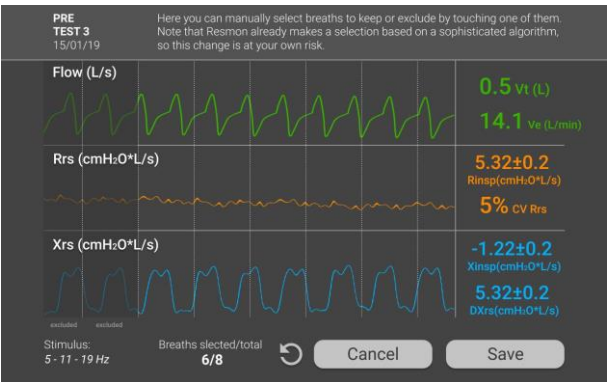 PRE
TEST 3
15/01/19
Here you can manually select breaths to keep or exclude by touching one of them.
Note that Resmon already makes a selection based on a sophisticated algorithm,
so this change is at your own risk.
Flow (L/s)
0.5 Vt (L)
14.1 Ve (L/min)
Rrs (cmH₂O*L/s)
5.32±0.2
Rinsp(cmH₂O*L/s)
5% CV Rrs
Xrs (cmH₂O*L/s)
-1.22±0.2
Xinsp(cmH₂O*L/s)
5.32±0.2
DXrs(cmH₂O*L/s)
excluded excluded
Stimulus:
5 - 11 - 19 Hz
Breaths slected/total
6/8
Cancel
Save